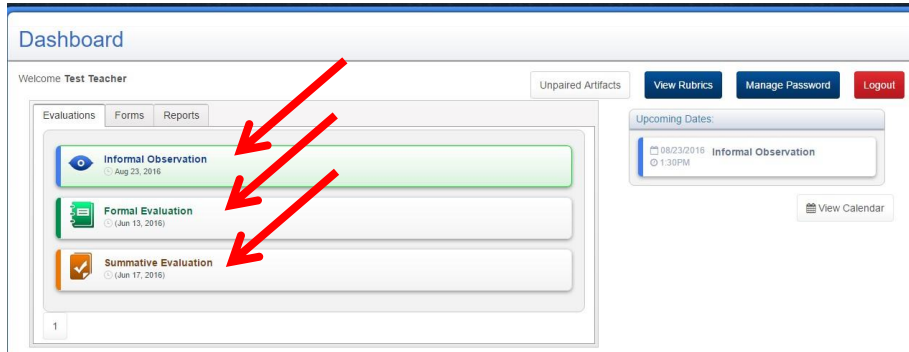 Dashboard
Welcome Test Teacher
Unpaired Artifacts View Rubrics Manage Password Logout
Evaluations Forms Reports
Informal Observation
Aug 23, 2016
Formal Evaluation
(Jun 13, 2016)
Summative Evaluation
(Jun 17, 2016)
1
Upcoming Dates:
08/23/2016 Informal Observation
1:30PM
View Calendar